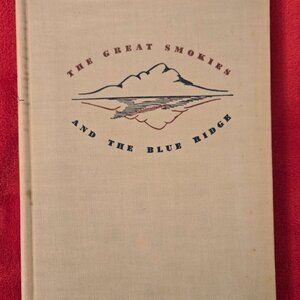 THE GREAT SMOKIES
AND THE BLUE RIDGE